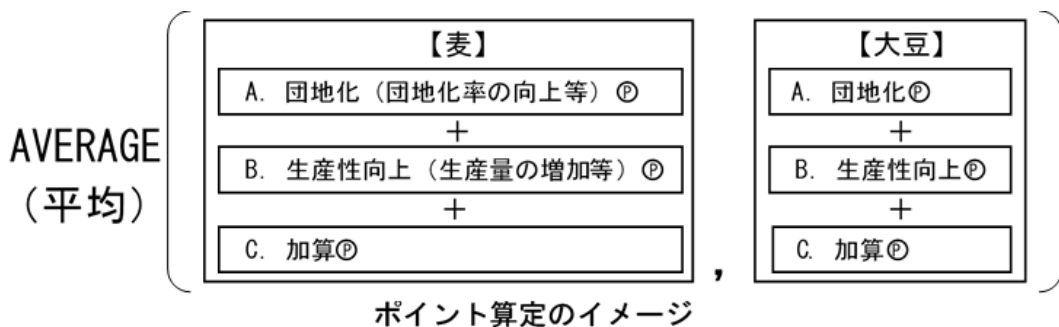 【麦】
A. 団地化（団地化率の向上等）Ⓟ
＋
B. 生産性向上（生産量の増加等）Ⓟ
＋
C. 加算Ⓟ
，
【大豆】
A. 団地化Ⓟ
＋
B. 生産性向上Ⓟ
＋
C. 加算Ⓟ
AVERAGE
（平均）
ポイント算定のイメージ